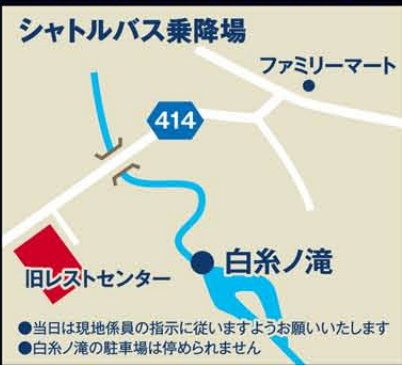 シャトルバス乗降場
ファミリーマート
414
白糸ノ滝
旧レストセンター
●当日は現地係員の指示に従いますようお願いいたします
●白糸ノ滝の駐車場は停められません